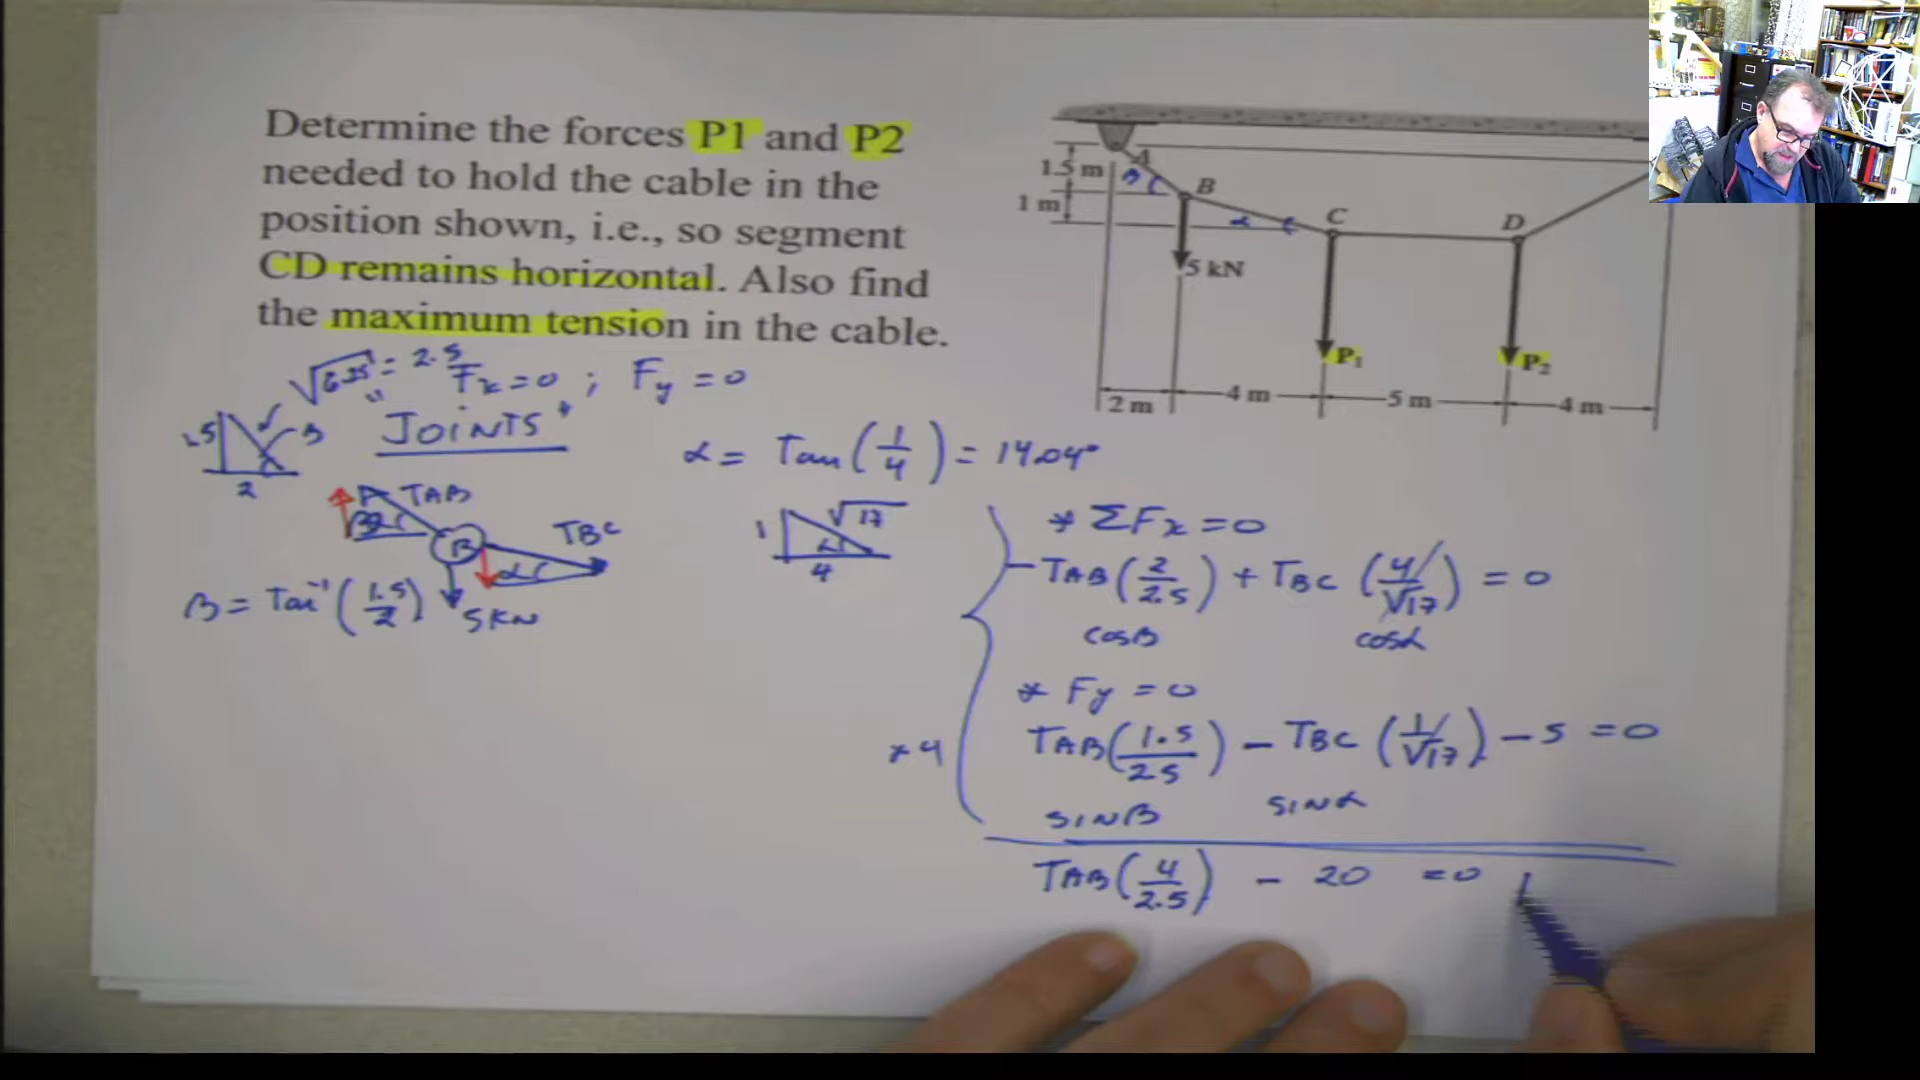 Determine the forces P1 and P2
needed to hold the cable in the
position shown, i.e., so segment
CD remains horizontal. Also find
the maximum tension in the cable.
A
1.5 m
B
1 m
C
D
5 kN
P₁
P₂
2 m
4 m
5 m
4 m
√6.25 = 2.5
Fx = 0 ; Fy = 0
"JOINTS"
1.5
β
2
α = Tan (1/4) = 14.04°
TAB
β
B
TBC
α
5KN
β = Tan⁻¹ (1.5/2)
1
√17
α
4
* ΣFx = 0
- TAB (2/2.5) + TBC (4/√17) = 0
cosβ
cosα
* Fy = 0
*4
TAB (1.5/2.5) - TBC (1/√17) - 5 = 0
sinβ
sinα
TAB (4/2.5) - 20 = 0